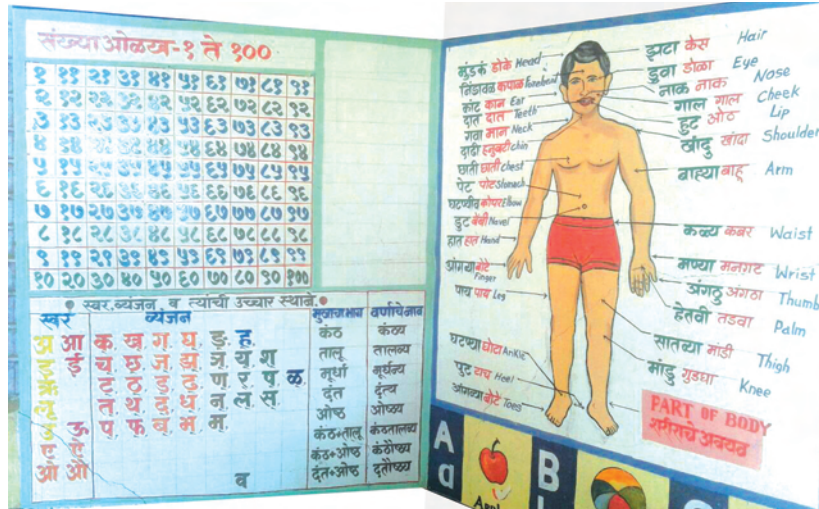 संख्या ओळख-१ ते १००
१ ११ २१ ३१ ४१ ५१ ६१ ७१ ८१ ९१
२ १२ २२ ३२ ४२ ५२ ६२ ७२ ८२ ९२
३ १३ २३ ३३ ४३ ५३ ६३ ७३ ८३ ९३
४ १४ २४ ३४ ४४ ५४ ६४ ७४ ८४ ९४
५ १५ २५ ३५ ४५ ५५ ६५ ७५ ८५ ९५
६ १६ २६ ३६ ४६ ५६ ६६ ७६ ८६ ९६
७ १७ २७ ३७ ४७ ५७ ६७ ७७ ८७ ९७
८ १८ २८ ३८ ४८ ५८ ६८ ७८ ८८ ९८
९ १९ २९ ३९ ४९ ५९ ६९ ७९ ८९ ९९
१० २० ३० ४० ५० ६० ७० ८० ९० १००
स्वर, व्यंजन, व त्यांची उच्चार स्थाने.
स्वर व्यंजन वर्णाचे नाव
अ आ क ख ग घ ङ ह कंठ कंठ्य
इ ई च छ ज झ ञ य श तालू तालव्य
ट ठ ड ढ ण र ष ळ मूर्धा मूर्धन्य
लृ त थ द ध न ल स दंत दंत्य
उ ऊ प फ ब भ म ओष्ठ ओष्ठ्य
ए ऐ कंठ+तालू कंठतालव्य
ओ औ कंठ+ओष्ठ कंठौष्ठ्य
व दंत+ओष्ठ दंतौष्ठ्य
मुंडकं डोके Head
कपाळ Forehead
कान Ear
दात दात Teeth
गवा मान Neck
दाढी हनुवटी chin
छाती छाती chest
पेट पोट Stomach
कोपर Elbow
डुट बेंबी Navel
हात हात Hand
आंगया बोटे Finger
पाय पाय Leg
घटप्या घोटा Ankle
पुट टाच Heel
आंगव्या बोटे Toes
झटा केस Hair
डुवा डोळा Eye
नाक नाक Nose
गाल गाल Cheek
हुट ओठ Lip
खांदु खांदा Shoulder
बाह्या बाहू Arm
कळ्य कंबर Waist
मण्या मनगट Wrist
अंगठु अंगठा Thumb
हेतवी तडवा Palm
सातव्या मांडी Thigh
मांडु गुडघा Knee
PART OF BODY
शरीराचे अवयव
A
a
B